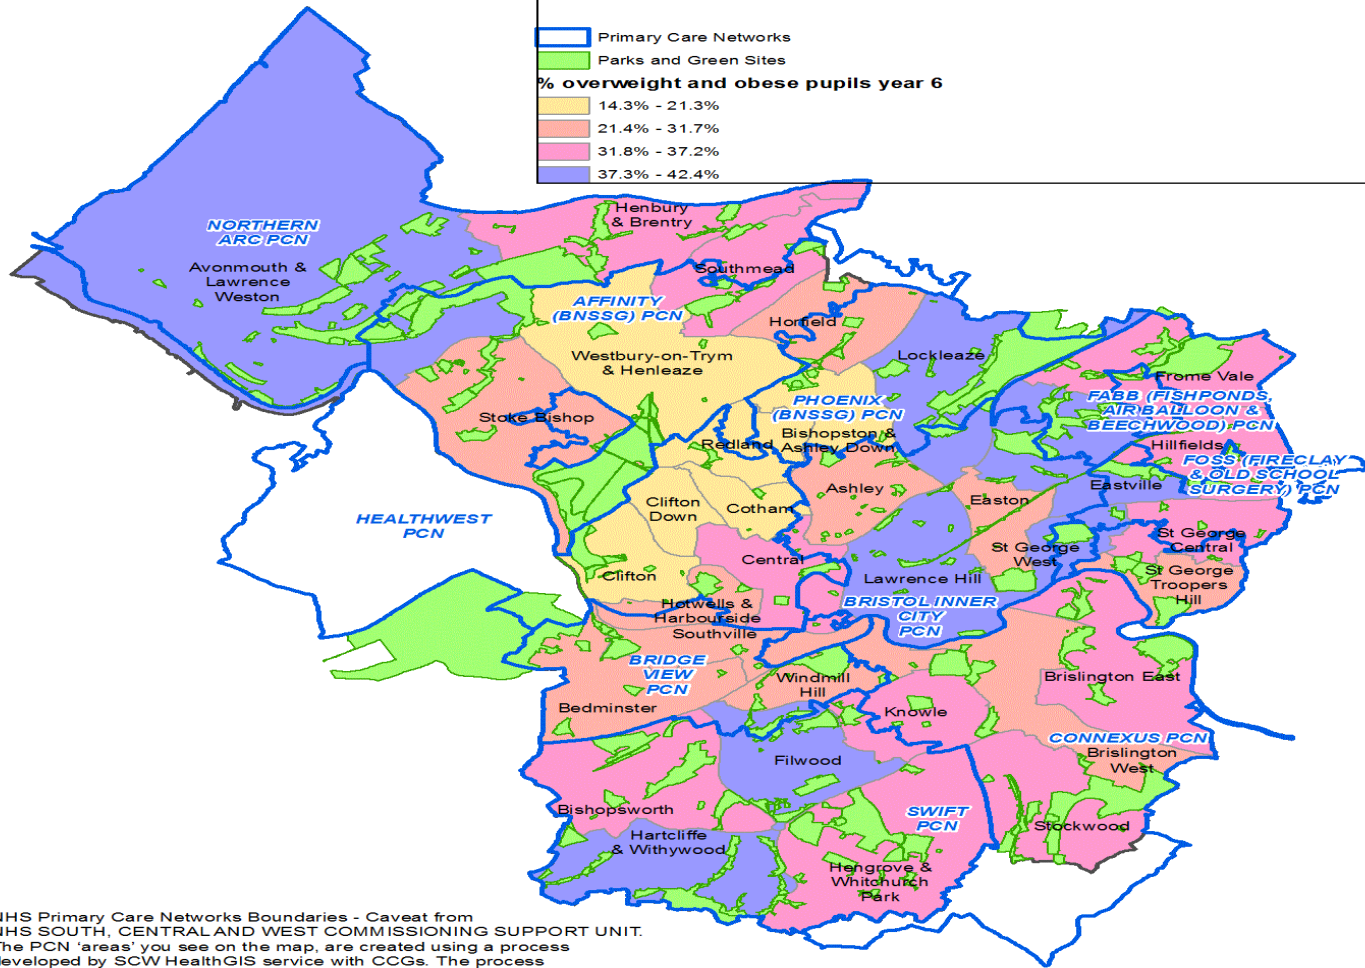 Primary Care Networks
Parks and Green Sites
% overweight and obese pupils year 6
14.3% - 21.3%
21.4% - 31.7%
31.8% - 37.2%
37.3% - 42.4%
Henbury
& Brentry
NORTHERN
ARC PCN
Avonmouth &
Lawrence
Weston
Southmead
AFFINITY
(BNSSG) PCN
Horfield
Westbury-on-Trym
& Henleaze
Lockleaze
Frome Vale
PHOENIX
(BNSSG) PCN
FABB (FISHPONDS,
AIR BALLOON &
BEECHWOOD) PCN
Stoke Bishop
Redland
Bishopston &
Ashley Down
Hillfields
FOSS (FIRECLAY
& OLD SCHOOL
SURGERY) PCN
Eastville
Ashley
Easton
Clifton
Down
Cotham
HEALTHWEST
PCN
Central
St George
West
St George
Central
Clifton
Lawrence Hill
St George
Troopers
Hill
Hotwells &
Harbourside
BRISTOL INNER
CITY
PCN
Southville
BRIDGE
VIEW
PCN
Windmill
Hill
Brislington East
Bedminster
Knowle
CONNEXUS PCN
Brislington
West
Filwood
Bishopsworth
SWIFT
PCN
Stockwood
Hartcliffe
& Withywood
Hengrove &
Whitchurch
Park
NHS Primary Care Networks Boundaries - Caveat from
NHS SOUTH, CENTRAL AND WEST COMMISSIONING SUPPORT UNIT.
The PCN 'areas' you see on the map, are created using a process
developed by SCW HealthGIS service with CCGs. The process